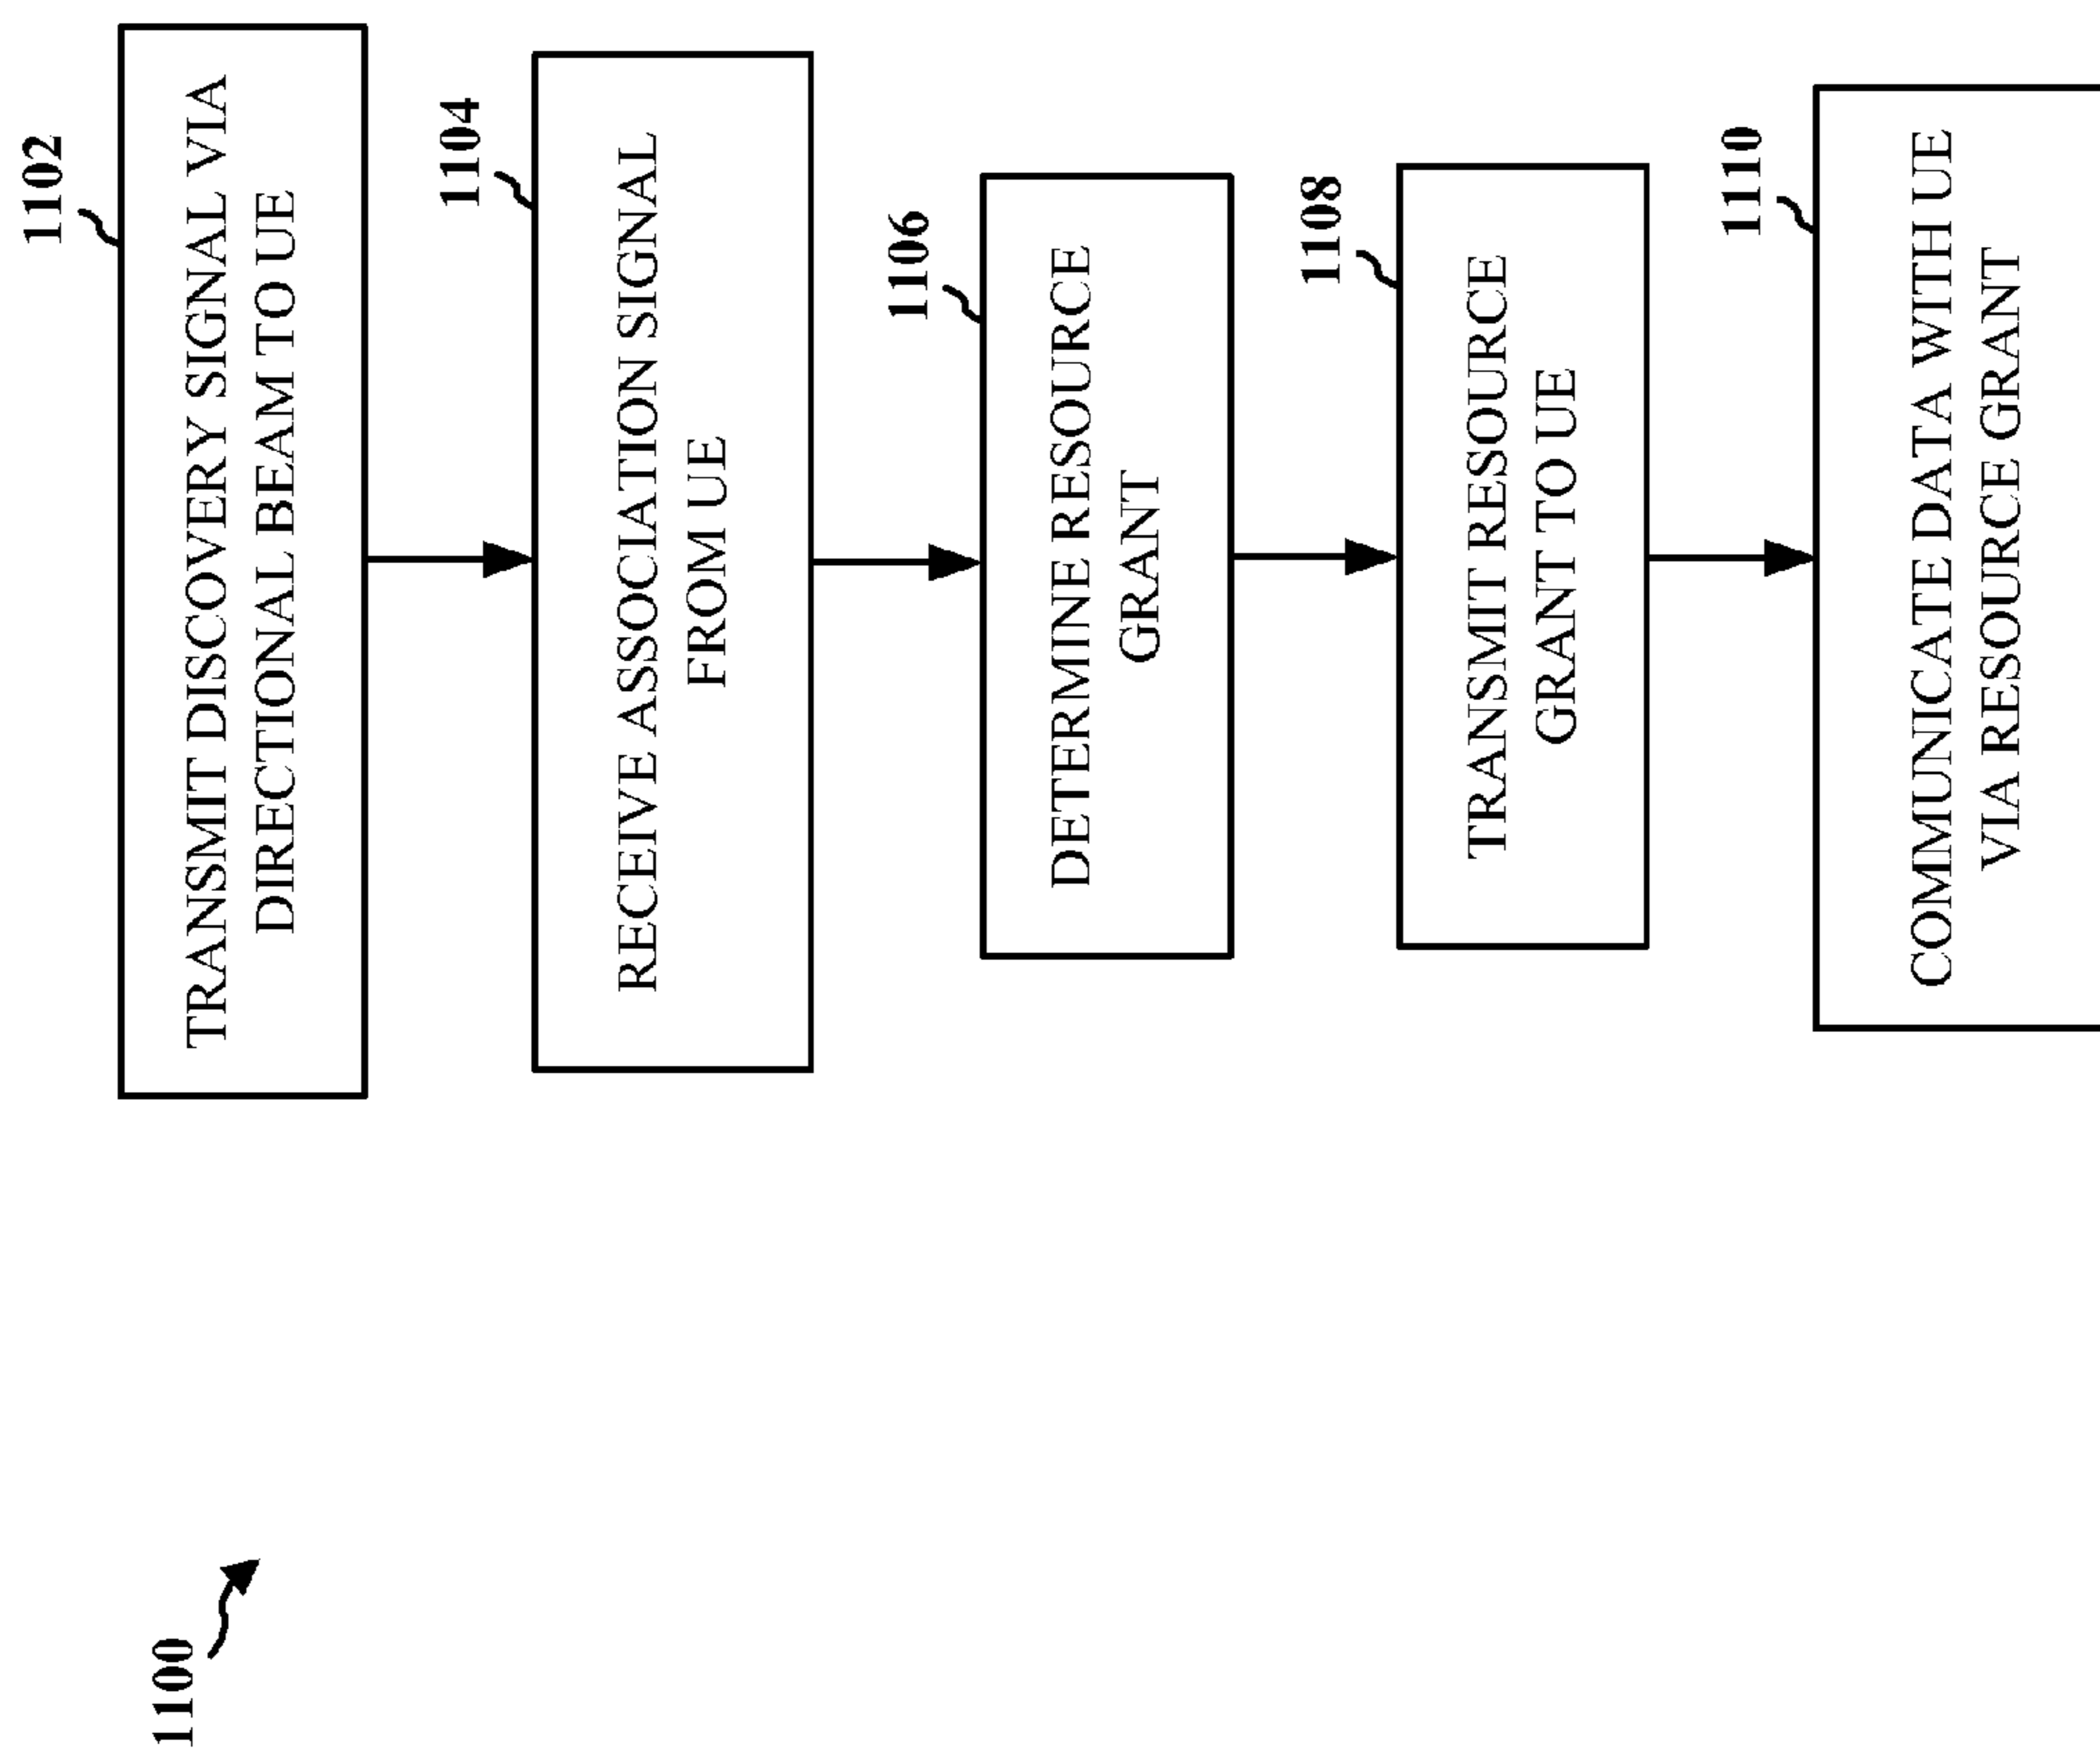 1100
1102
TRANSMIT DISCOVERY SIGNAL VIA
DIRECTIONAL BEAM TO UE
1104
RECEIVE ASSOCIATION SIGNAL
FROM UE
1106
DETERMINE RESOURCE
GRANT
1108
TRANSMIT RESOURCE
GRANT TO UE
1110
COMMUNICATE DATA WITH UE
VIA RESOURCE GRANT